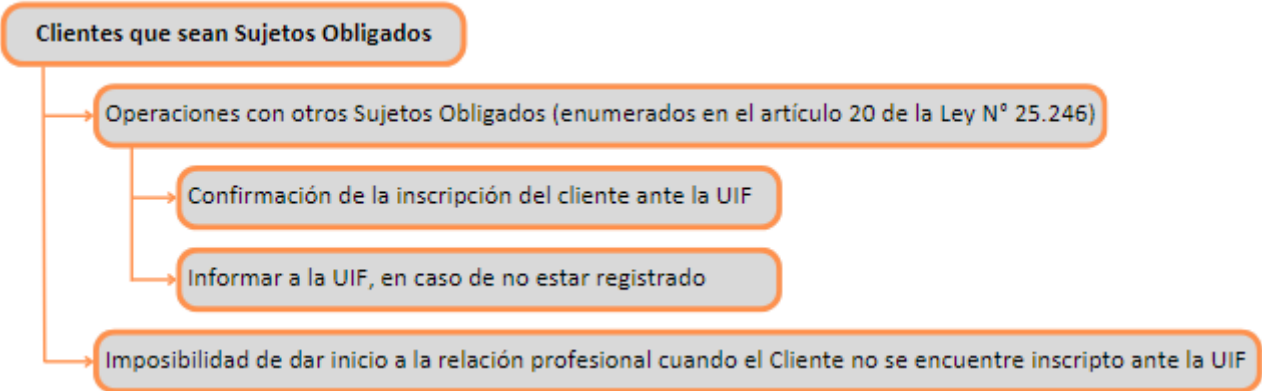 Clientes que sean Sujetos Obligados
Operaciones con otros Sujetos Obligados (enumerados en el artículo 20 de la Ley N° 25.246)
Confirmación de la inscripción del cliente ante la UIF
Informar a la UIF, en caso de no estar registrado
Imposibilidad de dar inicio a la relación profesional cuando el Cliente no se encuentre inscripto ante la UIF